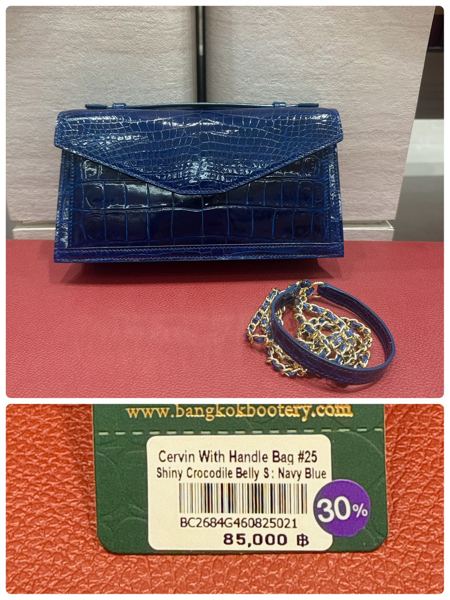 www.bangkokbootery.com
Cervin With Handle Bag #25
Shiny Crocodile Belly S : Navy Blue
BC2684G460825021
30%
85,000 ฿